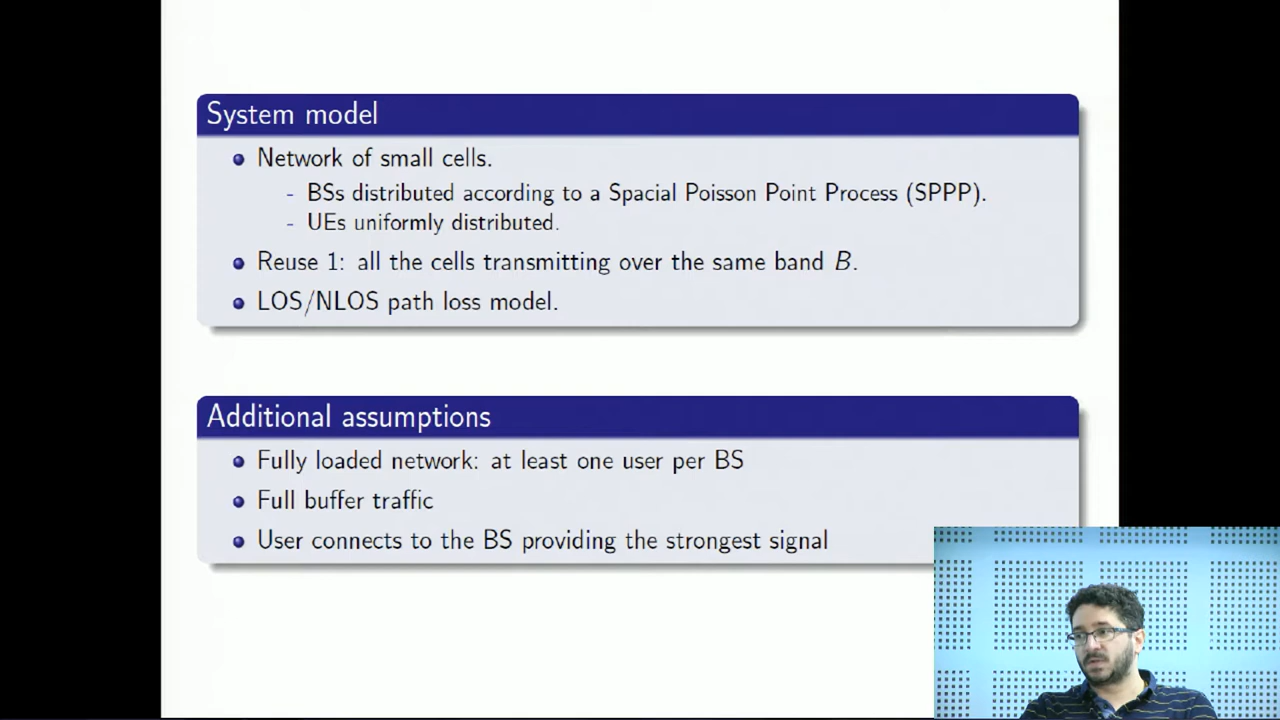 System model
Network of small cells.
- BSs distributed according to a Spacial Poisson Point Process (SPPP).
- UEs uniformly distributed.
Reuse 1: all the cells transmitting over the same band B.
LOS/NLOS path loss model.
Additional assumptions
Fully loaded network: at least one user per BS
Full buffer traffic
User connects to the BS providing the strongest signal